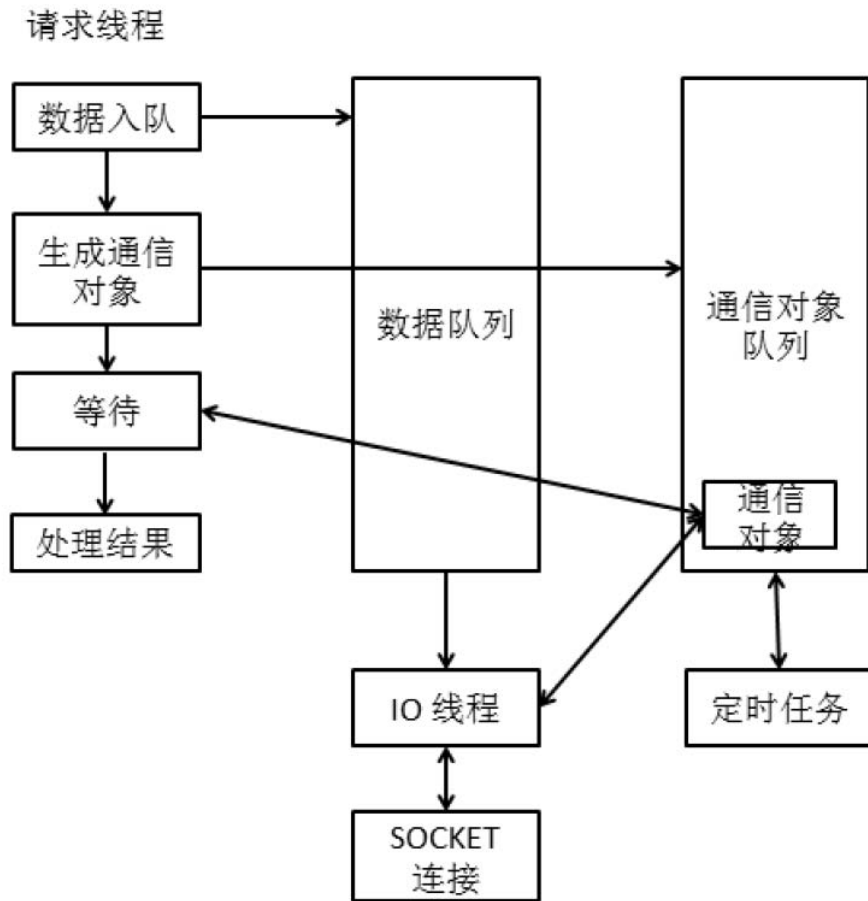 请求线程
数据入队
生成通信
对象
等待
处理结果
数据队列
通信对象
队列
通信
对象
IO 线程
定时任务
SOCKET
连接